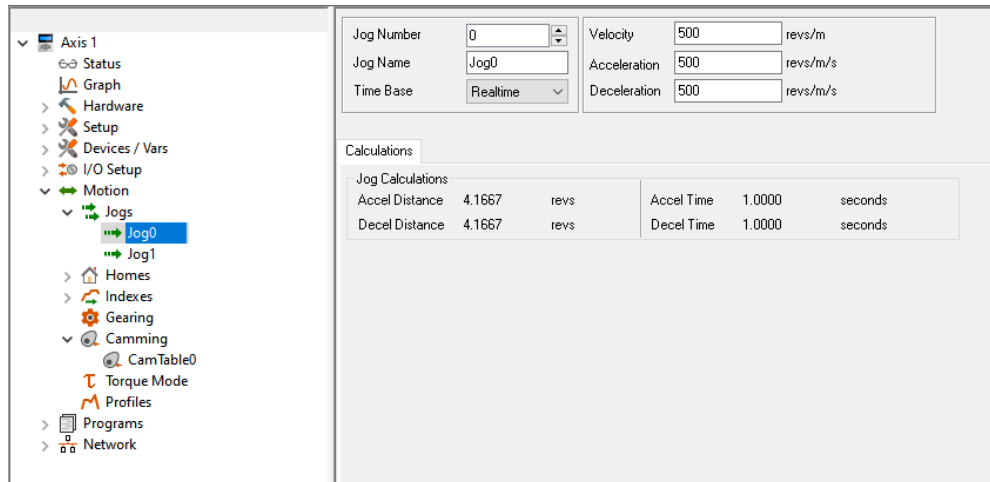 Axis 1
Status
Graph
Hardware
Setup
Devices / Vars
I/O Setup
Motion
Jogs
Jog0
Jog1
Homes
Indexes
Gearing
Camming
CamTable0
Torque Mode
Profiles
Programs
Network
Jog Number 0
Jog Name Jog0
Time Base Realtime
Velocity 500 revs/m
Acceleration 500 revs/m/s
Deceleration 500 revs/m/s
Calculations
Jog Calculations
Accel Distance 4.1667 revs Accel Time 1.0000 seconds
Decel Distance 4.1667 revs Decel Time 1.0000 seconds